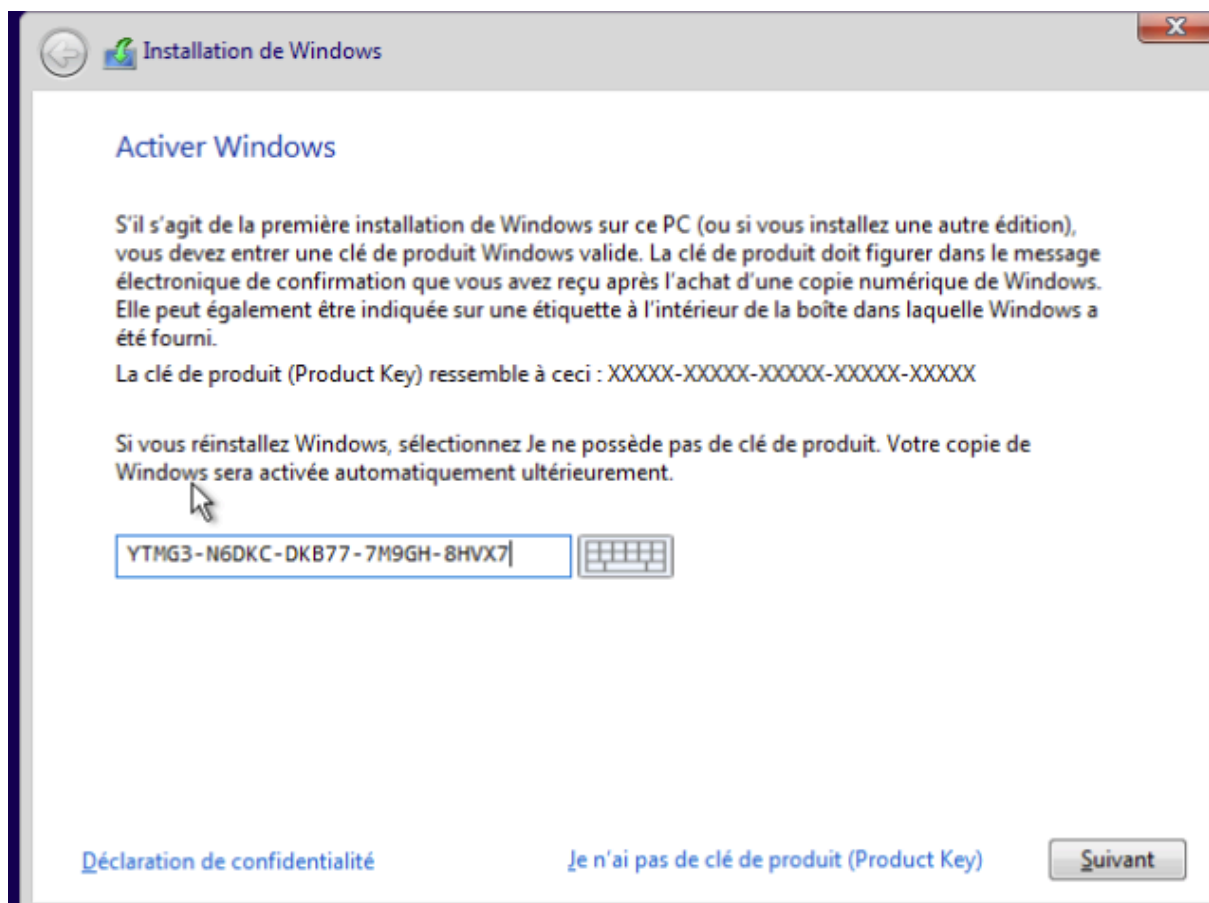 Installation de Windows
Activer Windows
S'il s'agit de la première installation de Windows sur ce PC (ou si vous installez une autre édition),
vous devez entrer une clé de produit Windows valide. La clé de produit doit figurer dans le message
électronique de confirmation que vous avez reçu après l'achat d'une copie numérique de Windows.
Elle peut également être indiquée sur une étiquette à l'intérieur de la boîte dans laquelle Windows a
été fourni.
La clé de produit (Product Key) ressemble à ceci : XXXXX-XXXXX-XXXXX-XXXXX-XXXXX
Si vous réinstallez Windows, sélectionnez Je ne possède pas de clé de produit. Votre copie de
Windows sera activée automatiquement ultérieurement.
YTMG3-N6DKC-DKB77-7M9GH-8HVX7
Déclaration de confidentialité
Je n'ai pas de clé de produit (Product Key)
Suivant